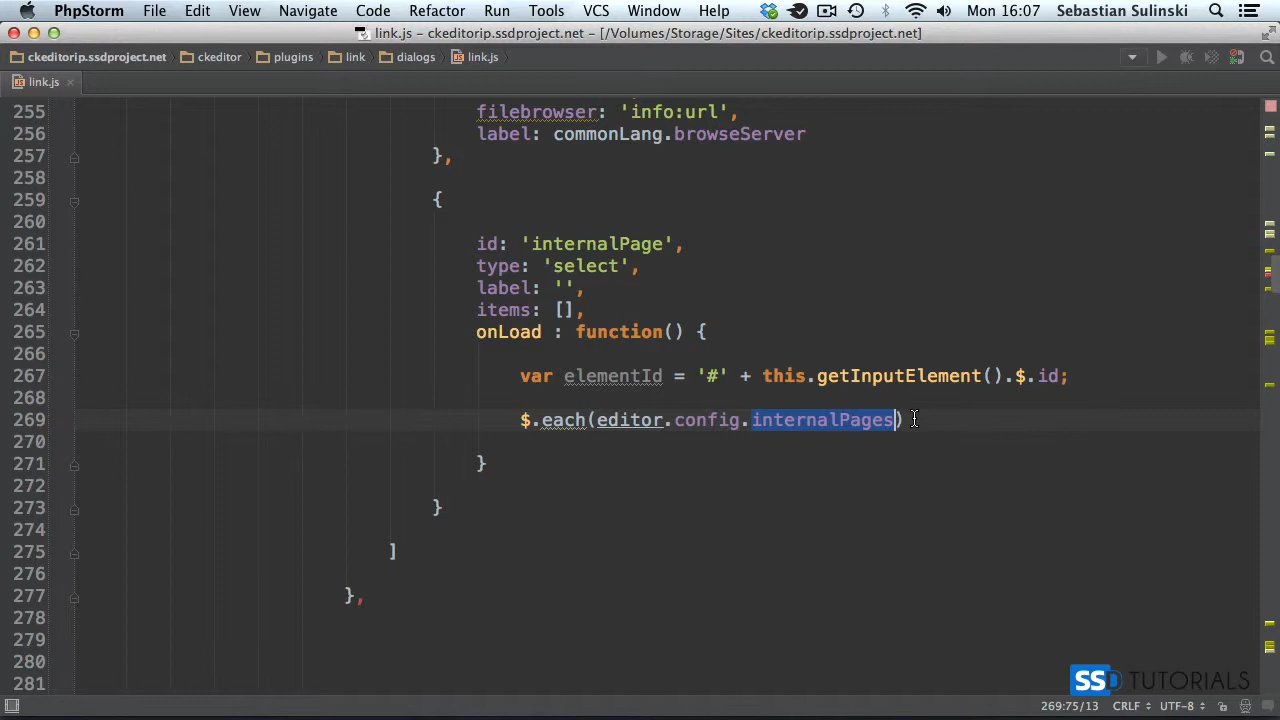 PhpStorm File Edit View Navigate Code Refactor Run Tools VCS Window Help Mon 16:07 Sebastian Sulinski
link.js - ckeditorip.ssdproject.net - [/Volumes/Storage/Sites/ckeditorip.ssdproject.net]
ckeditorip.ssdproject.net ckeditor plugins link dialogs link.js
link.js
255 filebrowser: 'info:url',
256 label: commonLang.browseServer
257 },
258
259 {
260
261 id: 'internalPage',
262 type: 'select',
263 label: '',
264 items: [],
265 onLoad : function() {
266
267 var elementId = '#' + this.getInputElement().$.id;
268
269 $.each(editor.config.internalPages)
270
271 }
272
273 }
274
275 ]
276
277 },
278
279
280
281
SSD TUTORIALS
269:75/13 CRLF UTF-8